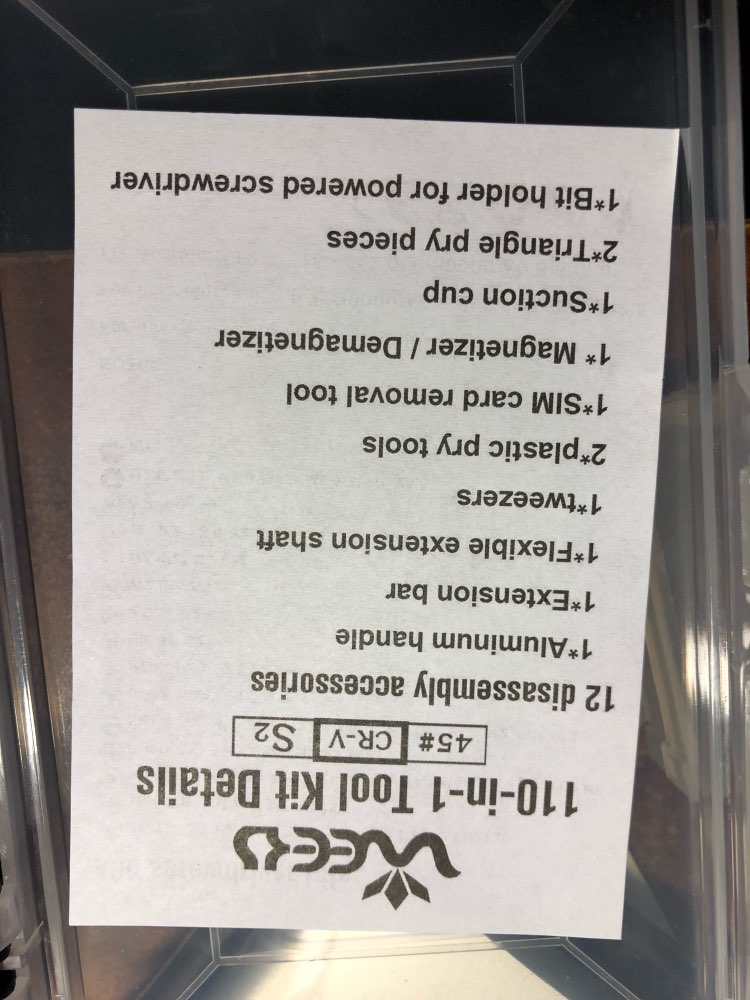 110-in-1 Tool Kit Details
45# CR-V S2
12 disassembly accessories
1*Aluminum handle
1*Extension bar
1*Flexible extension shaft
1*tweezers
2*plastic pry tools
1*SIM card removal tool
1* Magnetizer / Demagnetizer
1*Suction cup
2*Triangle pry pieces
1*Bit holder for powered screwdriver